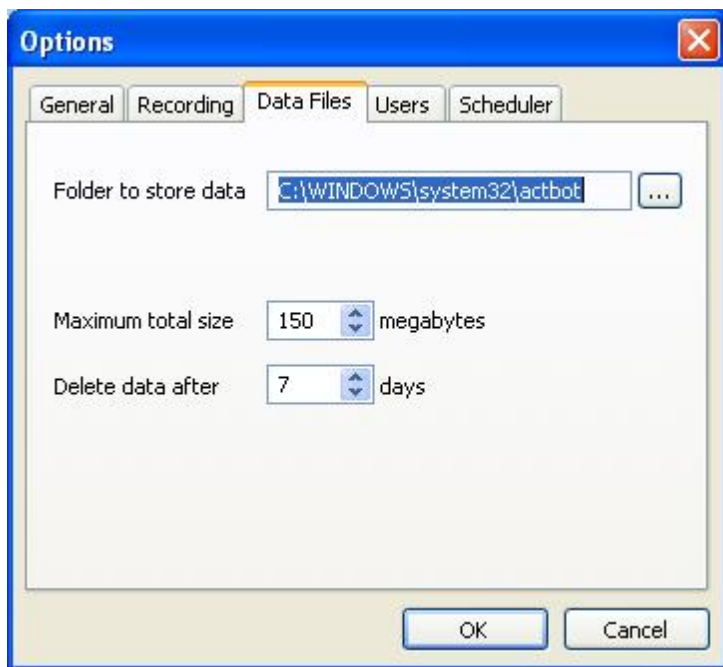 Options
General Recording Data Files Users Scheduler
Folder to store data C:\WINDOWS\system32\actbot ...
Maximum total size 150 megabytes
Delete data after 7 days
OK Cancel